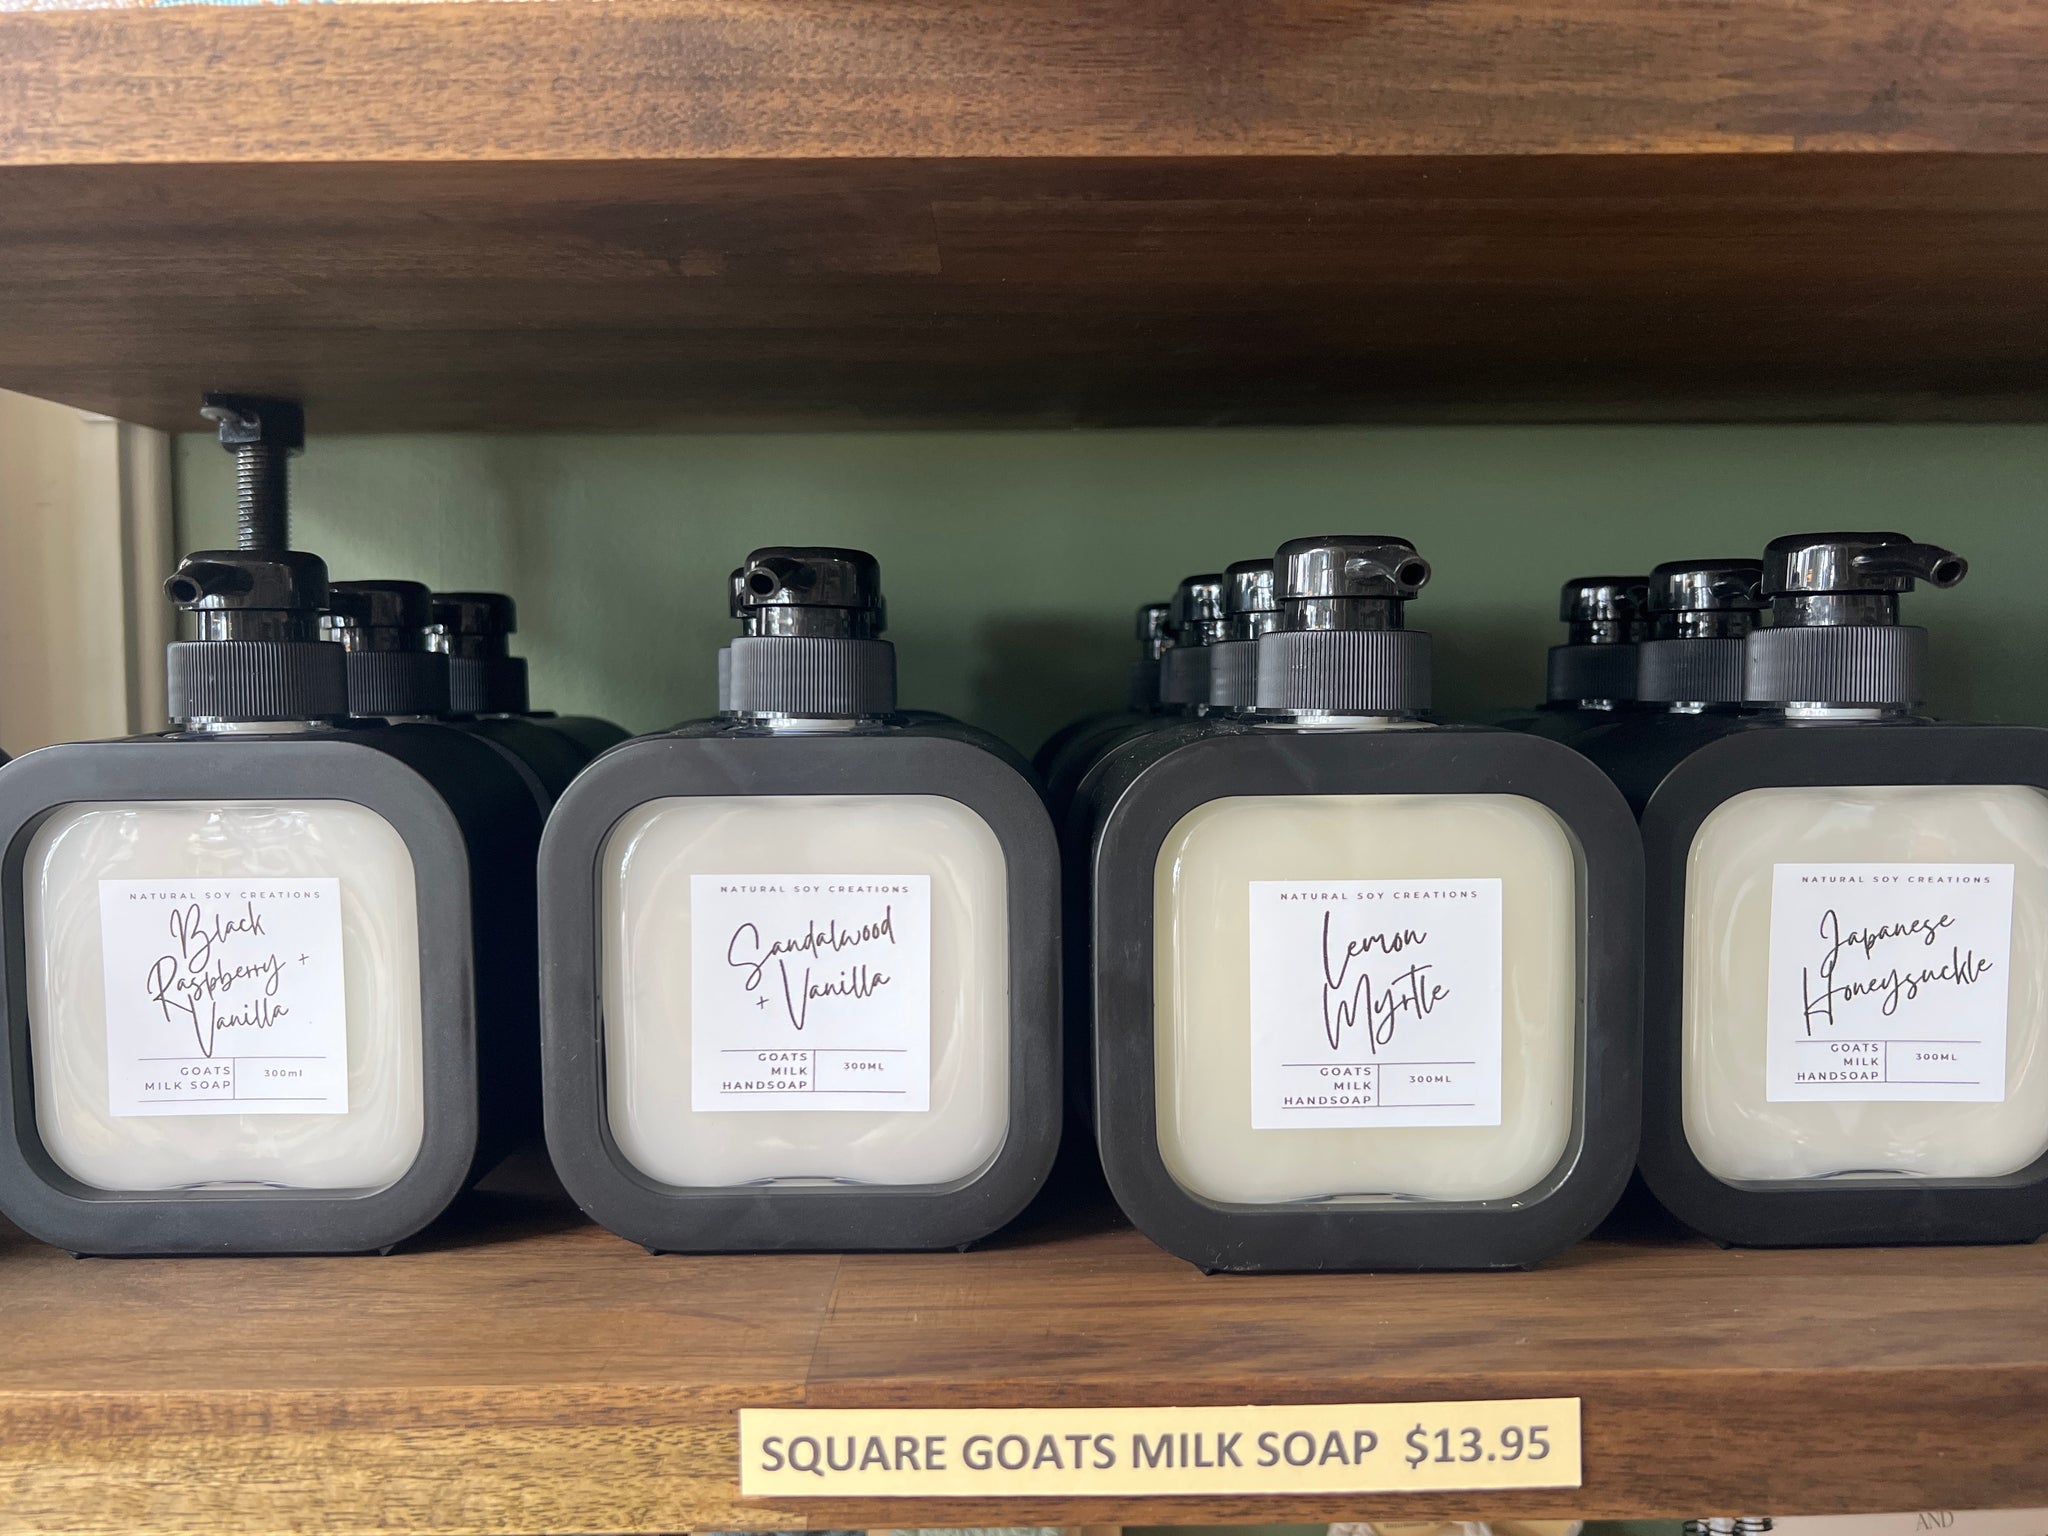 NATURAL SOY CREATIONS
Black
Raspberry +
Vanilla
GOATS
MILK SOAP
300ml
NATURAL SOY CREATIONS
Sandalwood
+ Vanilla
GOATS
MILK
HANDSOAP
300ML
NATURAL SOY CREATIONS
Lemon
Myrtle
GOATS
MILK
HANDSOAP
300ML
NATURAL SOY CREATIONS
Japanese
Honeysuckle
GOATS
MILK
HANDSOAP
300ML
SQUARE GOATS MILK SOAP $13.95
AND